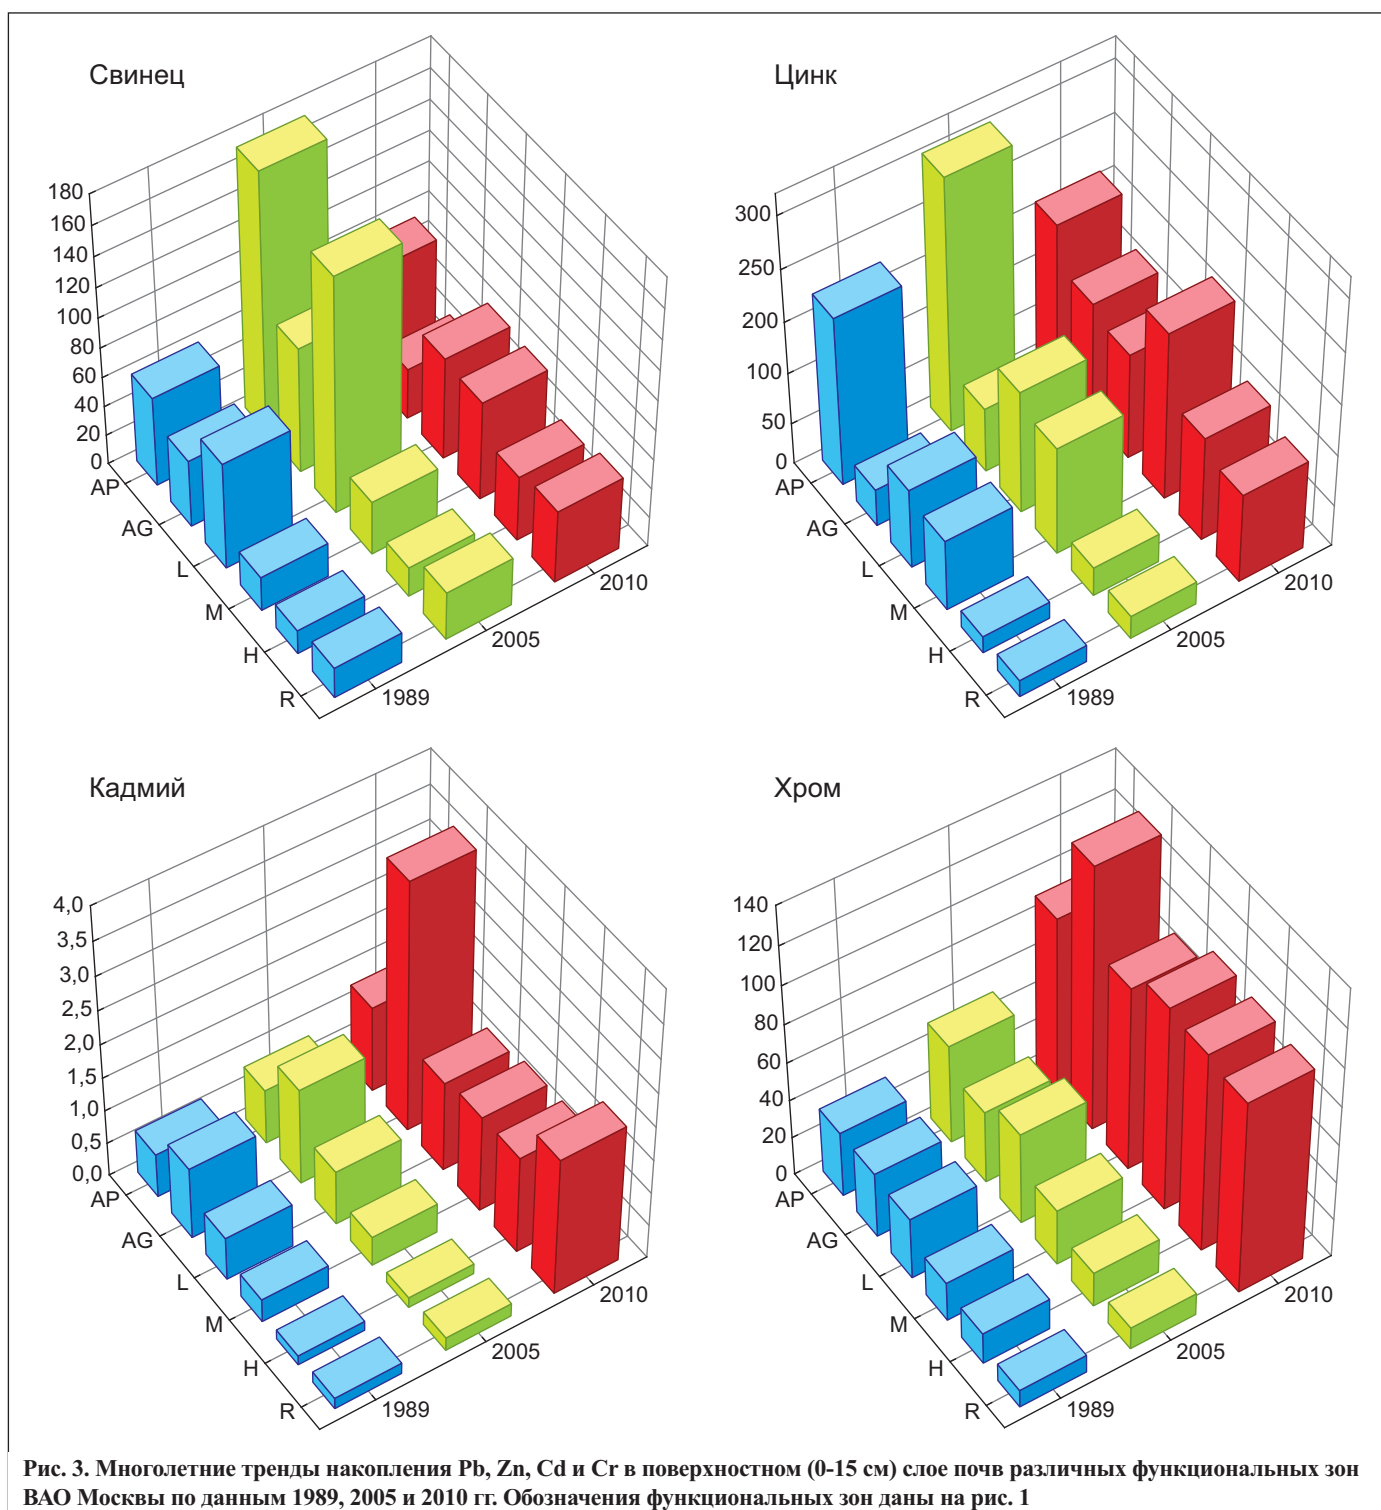 Свинец
180
160
140
120
100
80
60
40
20
0
AP
AG
L
M
H
R
1989
2005
2010
Цинк
300
250
200
100
50
0
AP
AG
L
M
H
R
1989
2005
2010
Кадмий
4,0
3,5
3,0
2,5
2,0
1,5
1,0
0,5
0,0
AP
AG
L
M
H
R
1989
2005
2010
Хром
140
120
100
80
60
40
20
0
AP
AG
L
M
H
R
1989
2005
2010
Рис. 3. Многолетние тренды накопления Pb, Zn, Cd и Cr в поверхностном (0-15 см) слое почв различных функциональных зон
ВАО Москвы по данным 1989, 2005 и 2010 гг. Обозначения функциональных зон даны на рис. 1